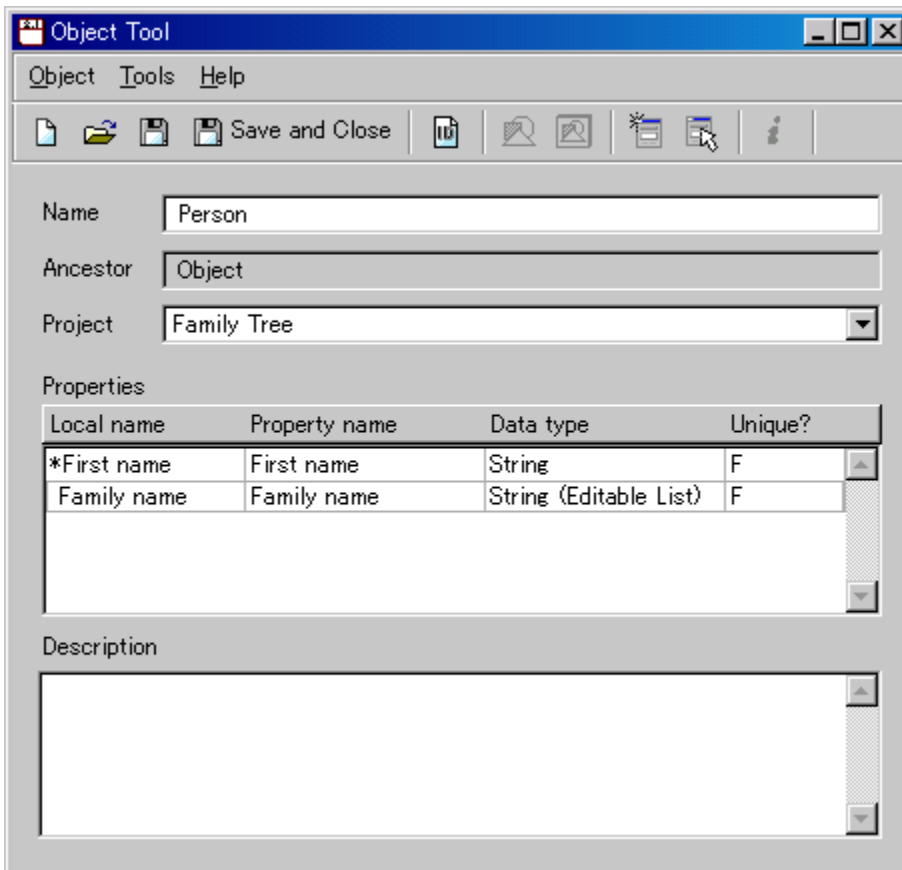 Object Tool
Object Tools Help
Save and Close
Name Person
Ancestor Object
Project Family Tree
Properties
Local name Property name Data type Unique?
*First name First name String F
Family name Family name String (Editable List) F
Description